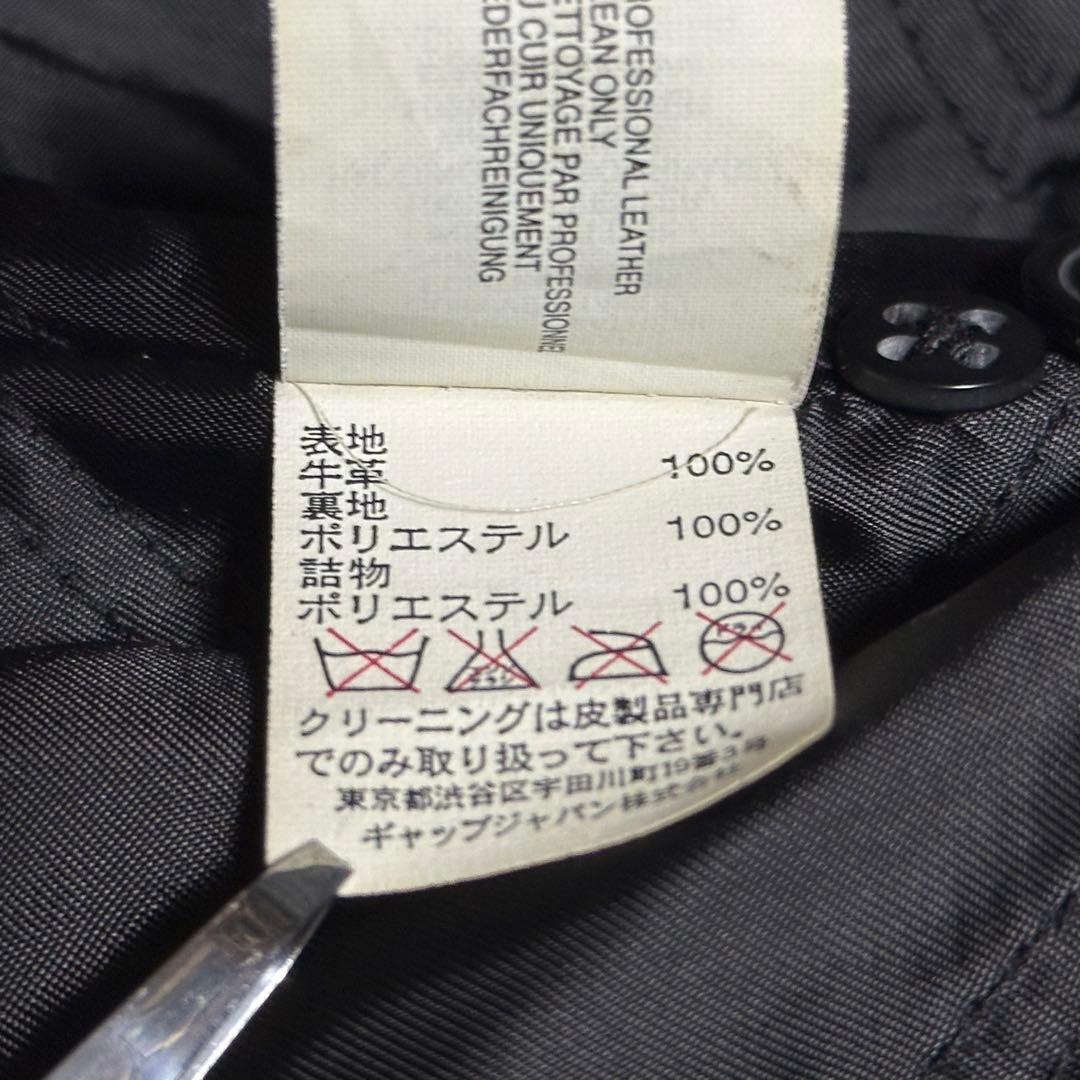 ROFESSIONAL LEATHER
LEAN ONLY
ETTOYAGE PAR PROFESSIONNE
U CUIR UNIQUEMENT
EDERFACHREINIGUNG
表地
牛革 100%
裏地
ポリエステル 100%
詰物
ポリエステル 100%
クリーニングは皮製品専門店
でのみ取り扱って下さい。
東京都渋谷区宇田川町19番3号
ギャップジャパン株式会社